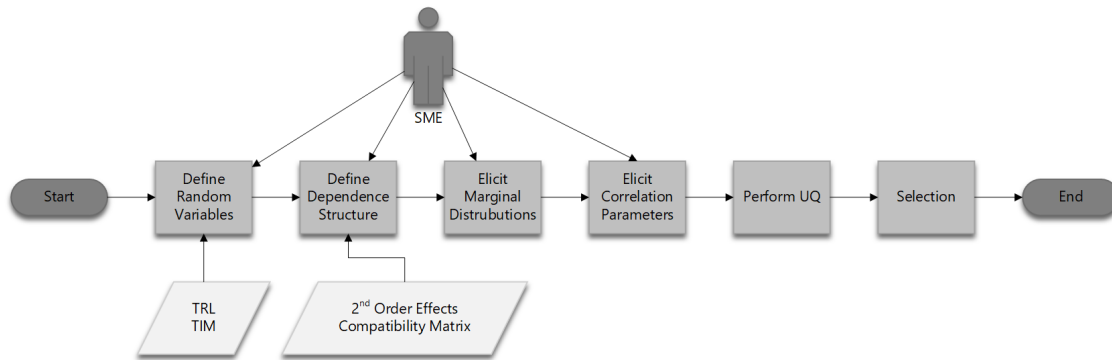 SME
Start
Define
Random
Variables
Define
Dependence
Structure
Elicit
Marginal
Distrubutions
Elicit
Correlation
Parameters
Perform UQ
Selection
End
TRL
TIM
2nd Order Effects
Compatibility Matrix